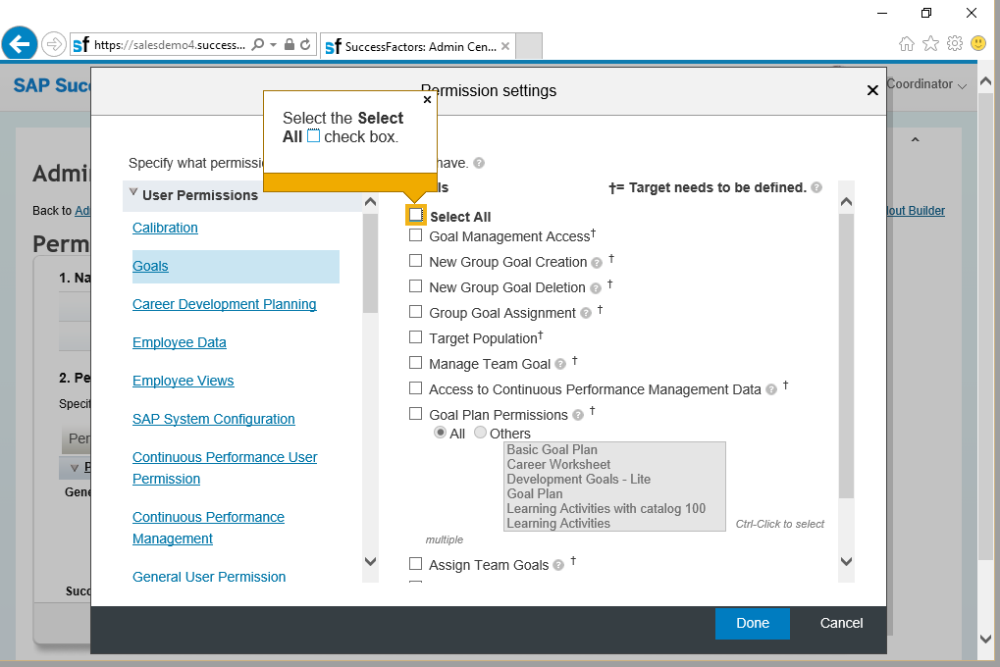 https://salesdemo4.success...
SuccessFactors: Admin Cen...
SAP Succ
Coordinator
Permission settings
Select the Select
All check box.
Specify what permissi
have.
Admi
Back to Ad
out Builder
User Permissions
ls
†= Target needs to be defined.
Perm
Select All
Calibration
Goal Management Access†
Goals
New Group Goal Creation †
1. Na
New Group Goal Deletion †
Career Development Planning
Group Goal Assignment †
Employee Data
Target Population†
Manage Team Goal †
2. Pe
Employee Views
Access to Continuous Performance Management Data †
Specif
SAP System Configuration
Goal Plan Permissions †
Per
All Others
Continuous Performance User
Permission
Basic Goal Plan
Career Worksheet
Development Goals - Lite
Goal Plan
Learning Activities with catalog 100
Learning Activities
Ctrl-Click to select
multiple
Gene
Continuous Performance
Management
Assign Team Goals †
General User Permission
Succ
Done
Cancel